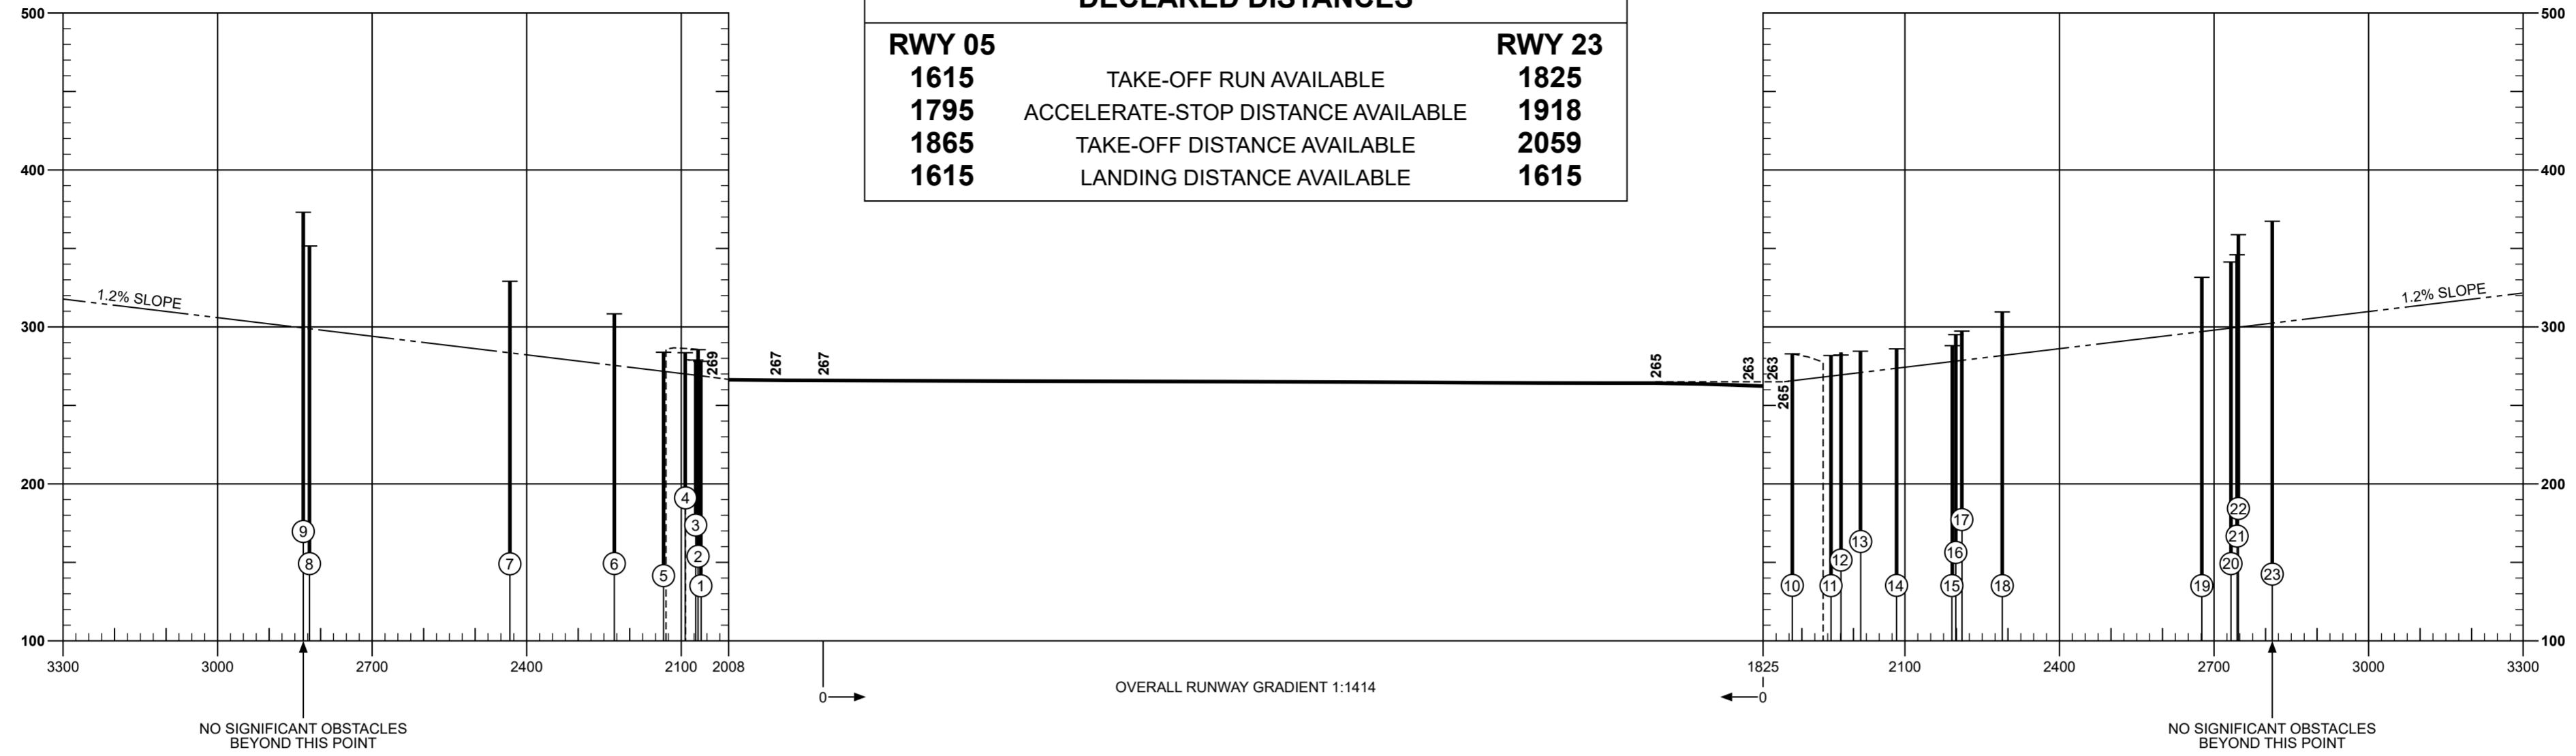 DECLARED DISTANCES
RWY 05 RWY 23
1615 TAKE-OFF RUN AVAILABLE 1825
1795 ACCELERATE-STOP DISTANCE AVAILABLE 1918
1865 TAKE-OFF DISTANCE AVAILABLE 2059
1615 LANDING DISTANCE AVAILABLE 1615
500
400
300
200
100
1.2% SLOPE
9
8
7
6
5
4
3
2
1
269
267
267
265
263
263
265
1.2% SLOPE
10
11
12
13
14
15
16
17
18
19
20
21
22
23
500
400
300
200
100
3300 3000 2700 2400 2100 2008
1825 2100 2400 2700 3000 3300
0
OVERALL RUNWAY GRADIENT 1:1414
0
NO SIGNIFICANT OBSTACLES
BEYOND THIS POINT
NO SIGNIFICANT OBSTACLES
BEYOND THIS POINT